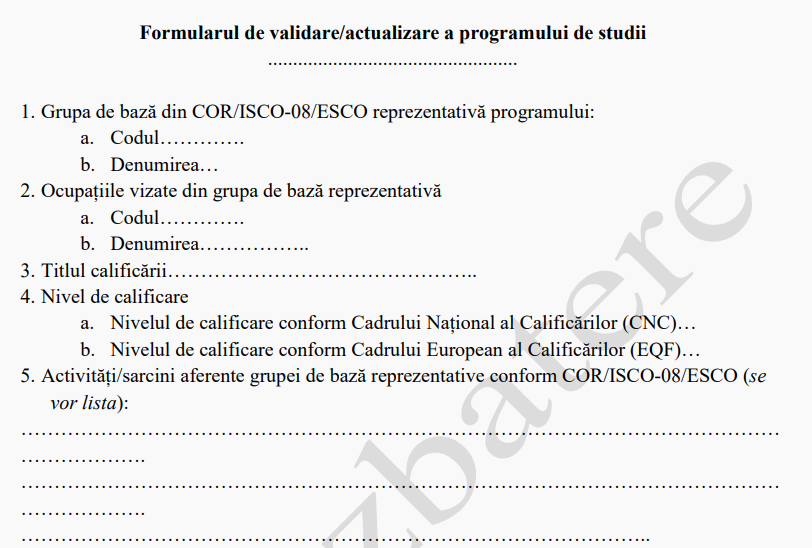 Formularul de validare/actualizare a programului de studii
..................................................
1. Grupa de bază din COR/ISCO-08/ESCO reprezentativă programului:
a. Codul………….
b. Denumirea…
2. Ocupațiile vizate din grupa de bază reprezentativă
a. Codul………….
b. Denumirea……………..
3. Titlul calificării………………………………………..
4. Nivel de calificare
a. Nivelul de calificare conform Cadrului Național al Calificărilor (CNC)…
b. Nivelul de calificare conform Cadrului European al Calificărilor (EQF)…
5. Activități/sarcini aferente grupei de bază reprezentative conform COR/ISCO-08/ESCO (se
vor lista):
……………………………………………………………………………………………………
……………….
……………………………………………………………………………………………………
……………….
…………………………………………………………………………………..
zbatere